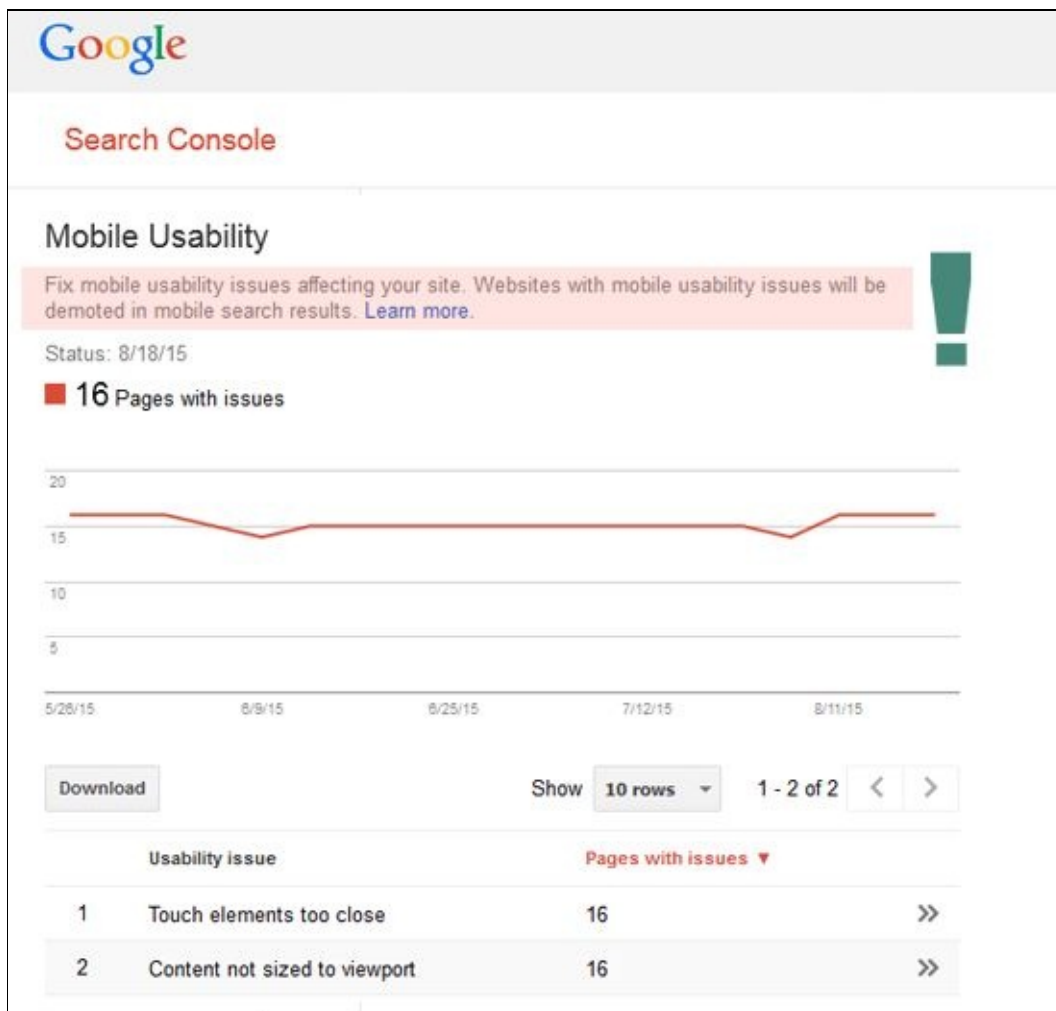 Google
Search Console
Mobile Usability
Fix mobile usability issues affecting your site. Websites with mobile usability issues will be
demoted in mobile search results. Learn more.
!
Status: 8/18/15
16 Pages with issues
20
15
10
5
5/26/15 6/9/15 6/25/15 7/12/15 8/11/15
Download Show 10 rows 1 - 2 of 2
Usability issue Pages with issues ▼
1 Touch elements too close 16 »
2 Content not sized to viewport 16 »